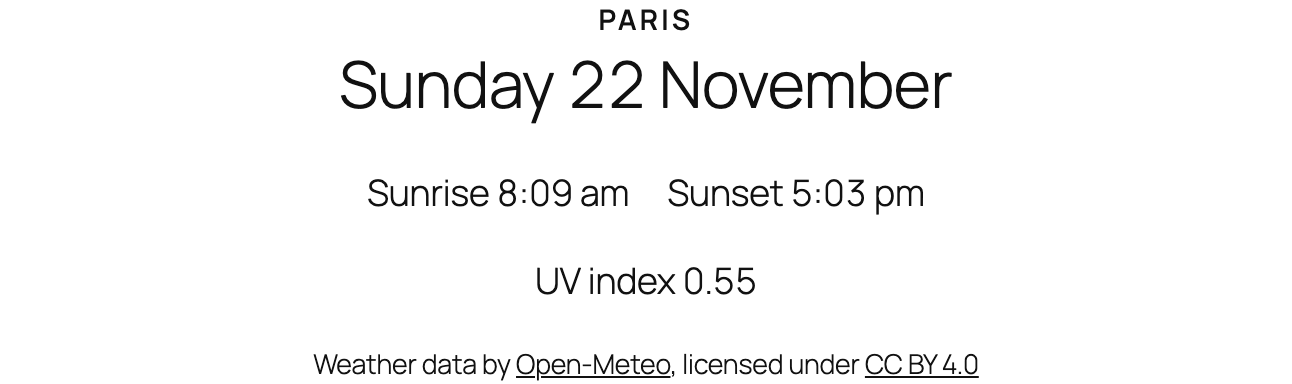 PARIS
Sunday 22 November
Sunrise 8:09 am Sunset 5:03 pm
UV index 0.55
Weather data by Open-Meteo, licensed under CC BY 4.0